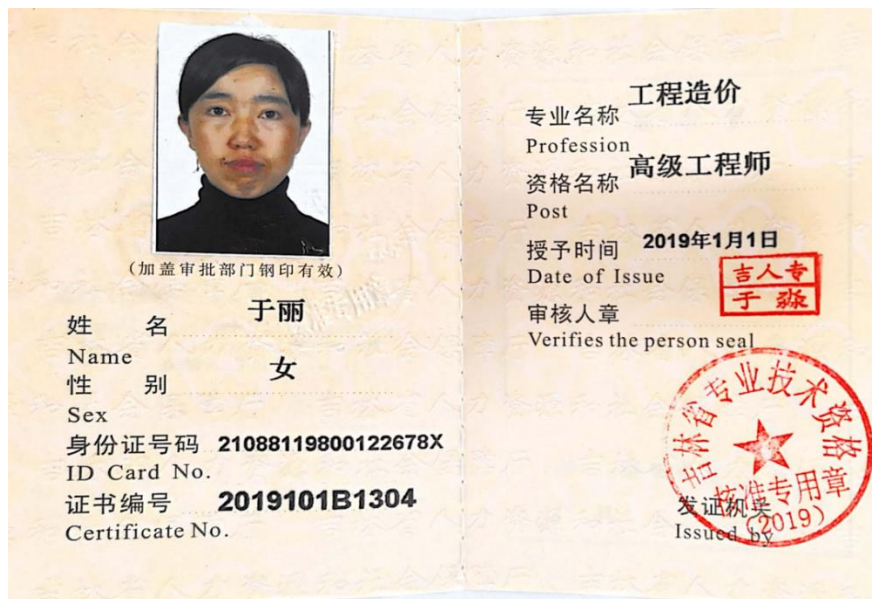 (加盖审批部门钢印有效)
姓 名 于丽
Name
性 别 女
Sex
身份证号码 21088119800122678X
ID Card No.
证书编号 2019101B1304
Certificate No.
专业名称 工程造价
Profession
资格名称 高级工程师
Post
授予时间 2019年1月1日
Date of Issue
吉人专
于淼
审核人章
Verifies the person seal
吉林省专业技术资格
核准专用章
(2019)
发证机关
Issued by